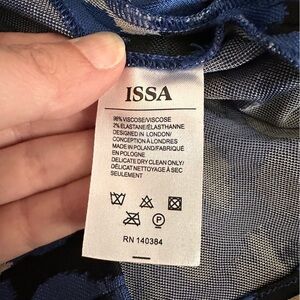 ISSA
98% VISCOSE/VISCOSE
2% ELASTANE/ÉLASTHANNE
DESIGNED IN LONDON/
CONCEPTION À LONDRES
MADE IN POLAND/FABRIQUÉ
EN POLOGNE
DELICATE DRY CLEAN ONLY/
DÉLICAT NETTOYAGE À SEC
SEULEMENT
P
RN 140384